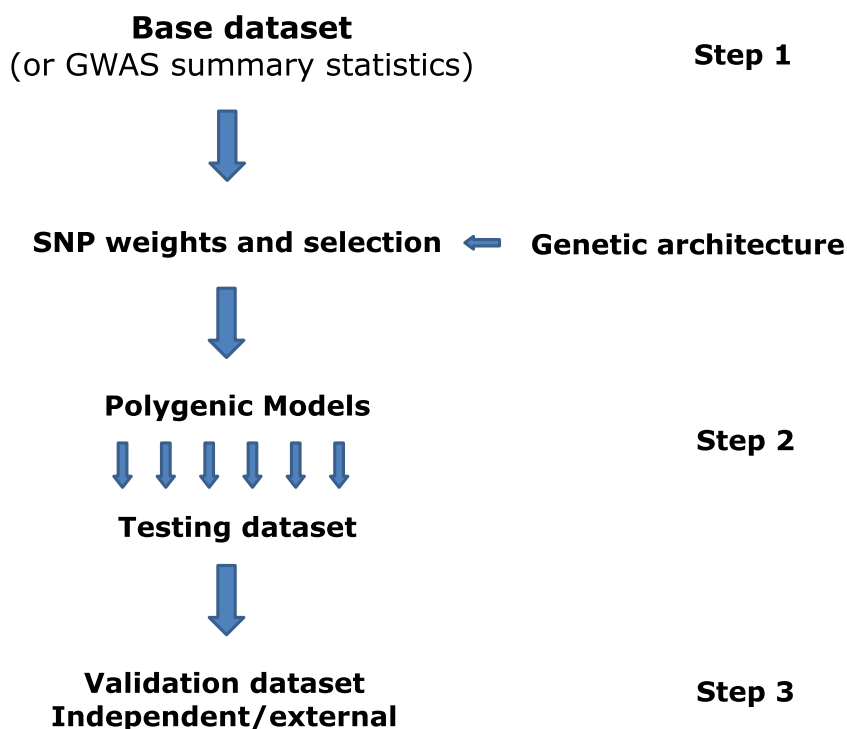 Base dataset
(or GWAS summary statistics)
Step 1
SNP weights and selection
Genetic architecture
Polygenic Models
Step 2
Testing dataset
Validation dataset
Independent/external
Step 3